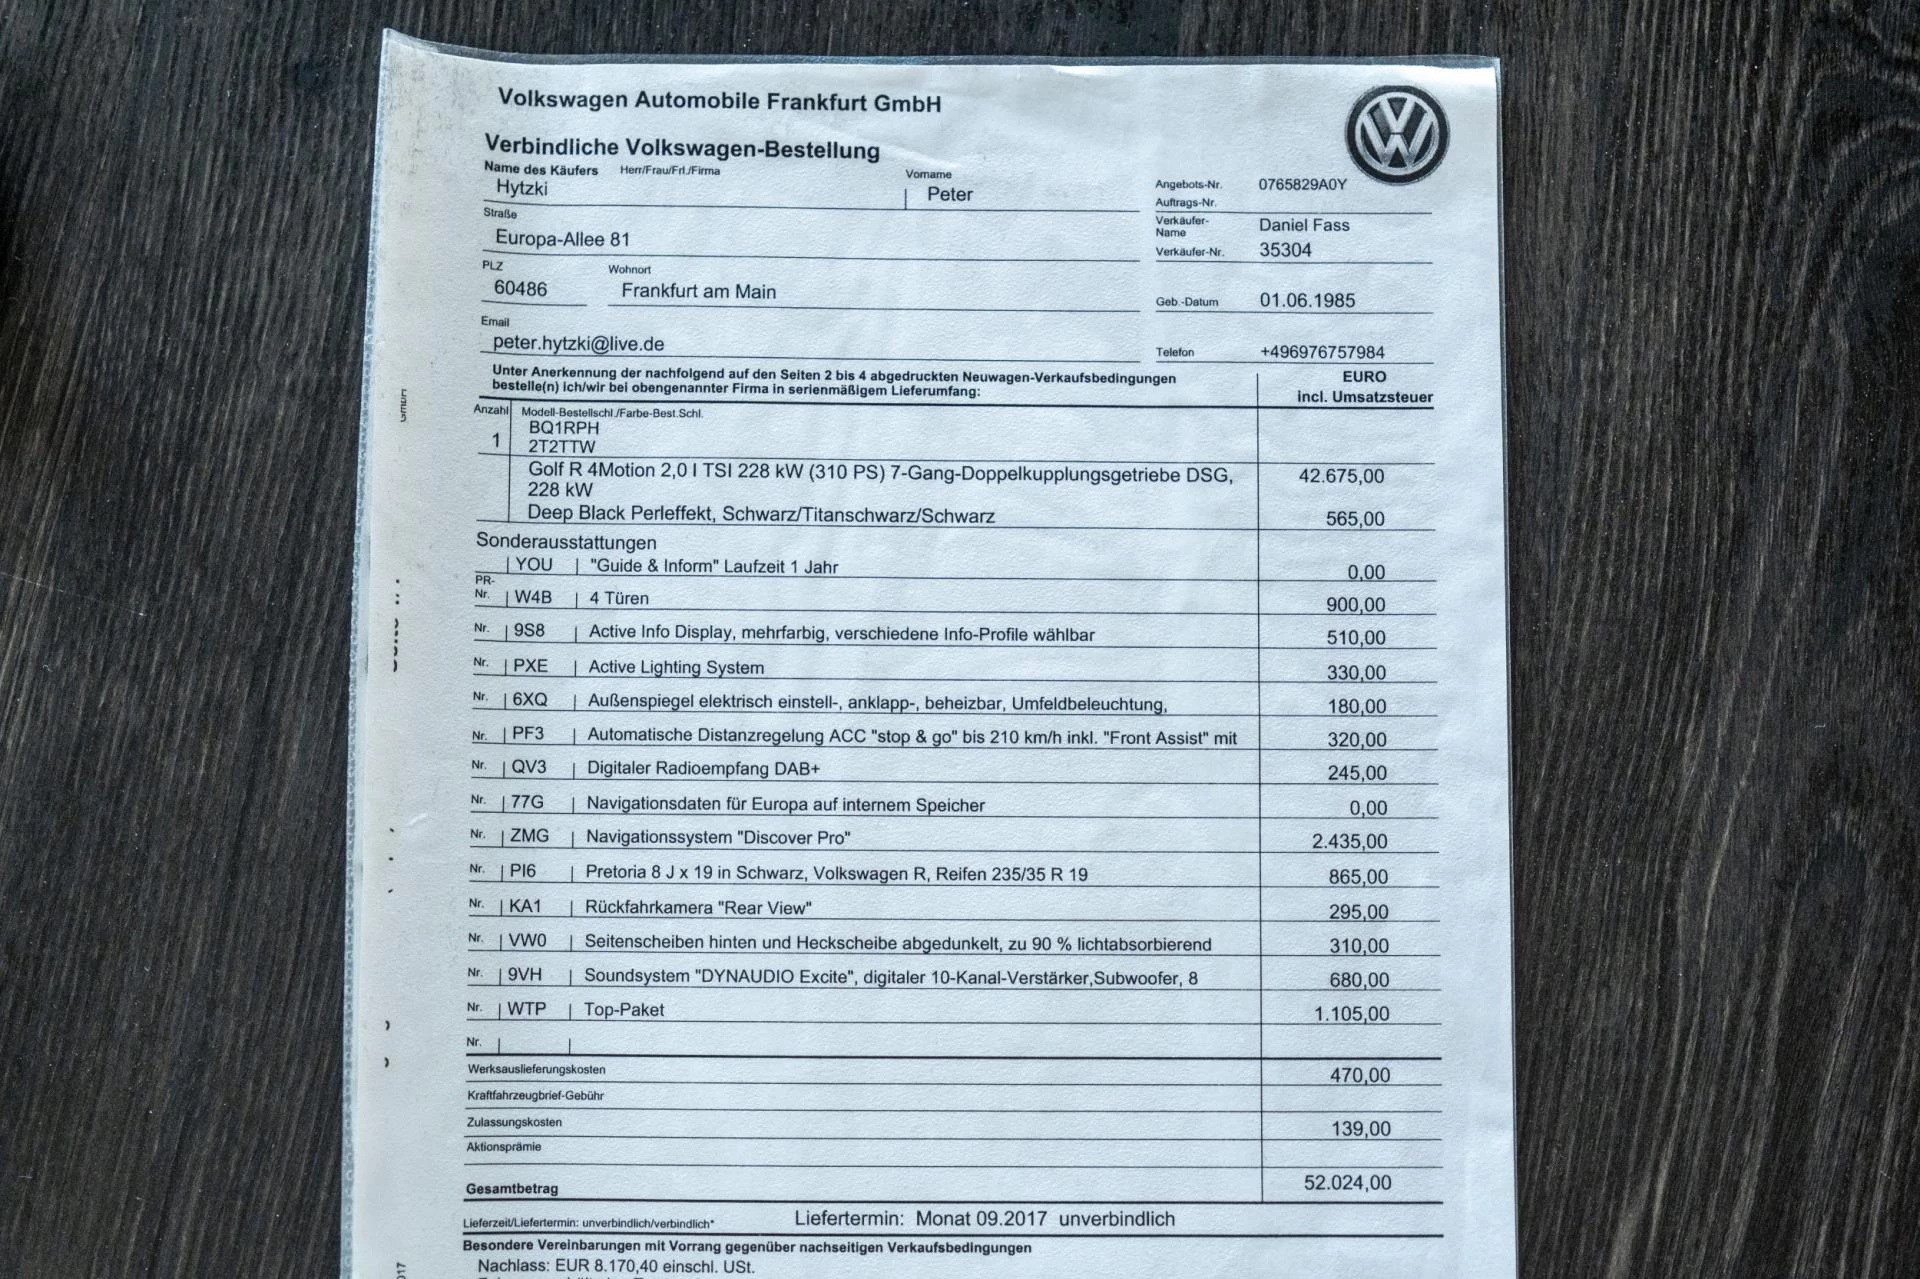 Volkswagen Automobile Frankfurt GmbH
Verbindliche Volkswagen-Bestellung
Name des Käufers Herr/Frau/Frl./Firma Vorname
Hytzki Peter
Angebots-Nr. 0765829A0Y
Auftrags-Nr.
Straße
Europa-Allee 81
Verkäufer-Name Daniel Fass
Verkäufer-Nr. 35304
PLZ Wohnort
60486 Frankfurt am Main
Geb.-Datum 01.06.1985
Email
peter.hytzki@live.de
Telefon +496976757984
Unter Anerkennung der nachfolgend auf den Seiten 2 bis 4 abgedruckten Neuwagen-Verkaufsbedingungen
bestelle(n) ich/wir bei obengenannter Firma in serienmäßigem Lieferumfang:
EURO
incl. Umsatzsteuer
Anzahl Modell-Bestellschl./Farbe-Best.Schl.
BQ1RPH
1 2T2TTW
Golf R 4Motion 2,0 l TSI 228 kW (310 PS) 7-Gang-Doppelkupplungsgetriebe DSG, 42.675,00
228 kW
Deep Black Perleffekt, Schwarz/Titanschwarz/Schwarz 565,00
Sonderausstattungen
YOU "Guide & Inform" Laufzeit 1 Jahr 0,00
PR-
Nr. W4B 4 Türen 900,00
Nr. 9S8 Active Info Display, mehrfarbig, verschiedene Info-Profile wählbar 510,00
Nr. PXE Active Lighting System 330,00
Nr. 6XQ Außenspiegel elektrisch einstell-, anklapp-, beheizbar, Umfeldbeleuchtung, 180,00
Nr. PF3 Automatische Distanzregelung ACC "stop & go" bis 210 km/h inkl. "Front Assist" mit 320,00
Nr. QV3 Digitaler Radioempfang DAB+ 245,00
Nr. 77G Navigationsdaten für Europa auf internem Speicher 0,00
Nr. ZMG Navigationssystem "Discover Pro" 2.435,00
Nr. PI6 Pretoria 8 J x 19 in Schwarz, Volkswagen R, Reifen 235/35 R 19 865,00
Nr. KA1 Rückfahrkamera "Rear View" 295,00
Nr. VW0 Seitenscheiben hinten und Heckscheibe abgedunkelt, zu 90 % lichtabsorbierend 310,00
Nr. 9VH Soundsystem "DYNAUDIO Excite", digitaler 10-Kanal-Verstärker,Subwoofer, 8 680,00
Nr. WTP Top-Paket 1.105,00
Nr.
Werksauslieferungskosten 470,00
Kraftfahrzeugbrief-Gebühr
Zulassungskosten 139,00
Aktionsprämie
Gesamtbetrag 52.024,00
Lieferzeit/Liefertermin: unverbindlich/verbindlich* Liefertermin: Monat 09.2017 unverbindlich
Besondere Vereinbarungen mit Vorrang gegenüber nachseitigen Verkaufsbedingungen
Nachlass: EUR 8.170,40 einschl. USt.
GmbH